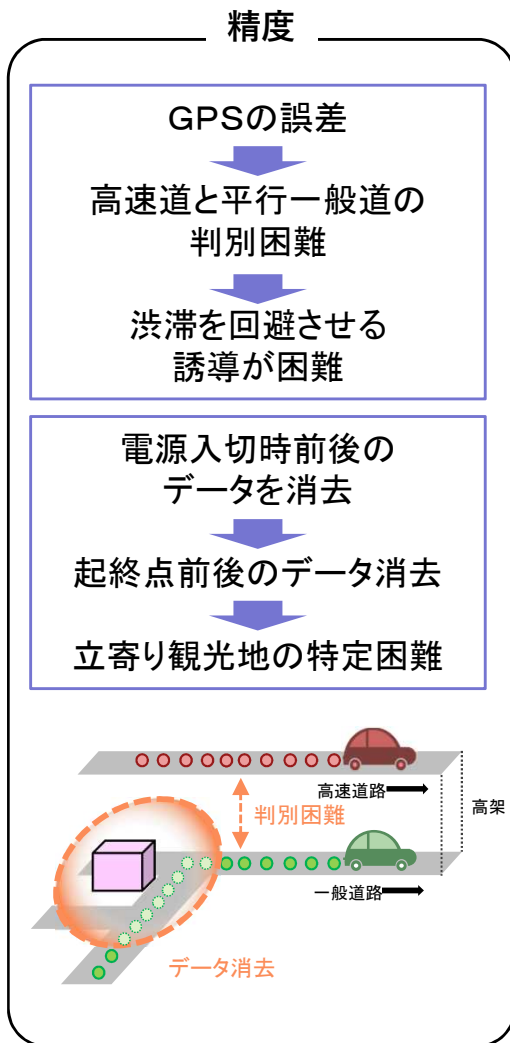 精度
GPSの誤差
高速道と平行一般道の
判別困難
渋滞を回避させる
誘導が困難
電源入切時前後の
データを消去
起終点前後のデータ消去
立寄り観光地の特定困難
高速道路
高架
判別困難
一般道路
データ消去